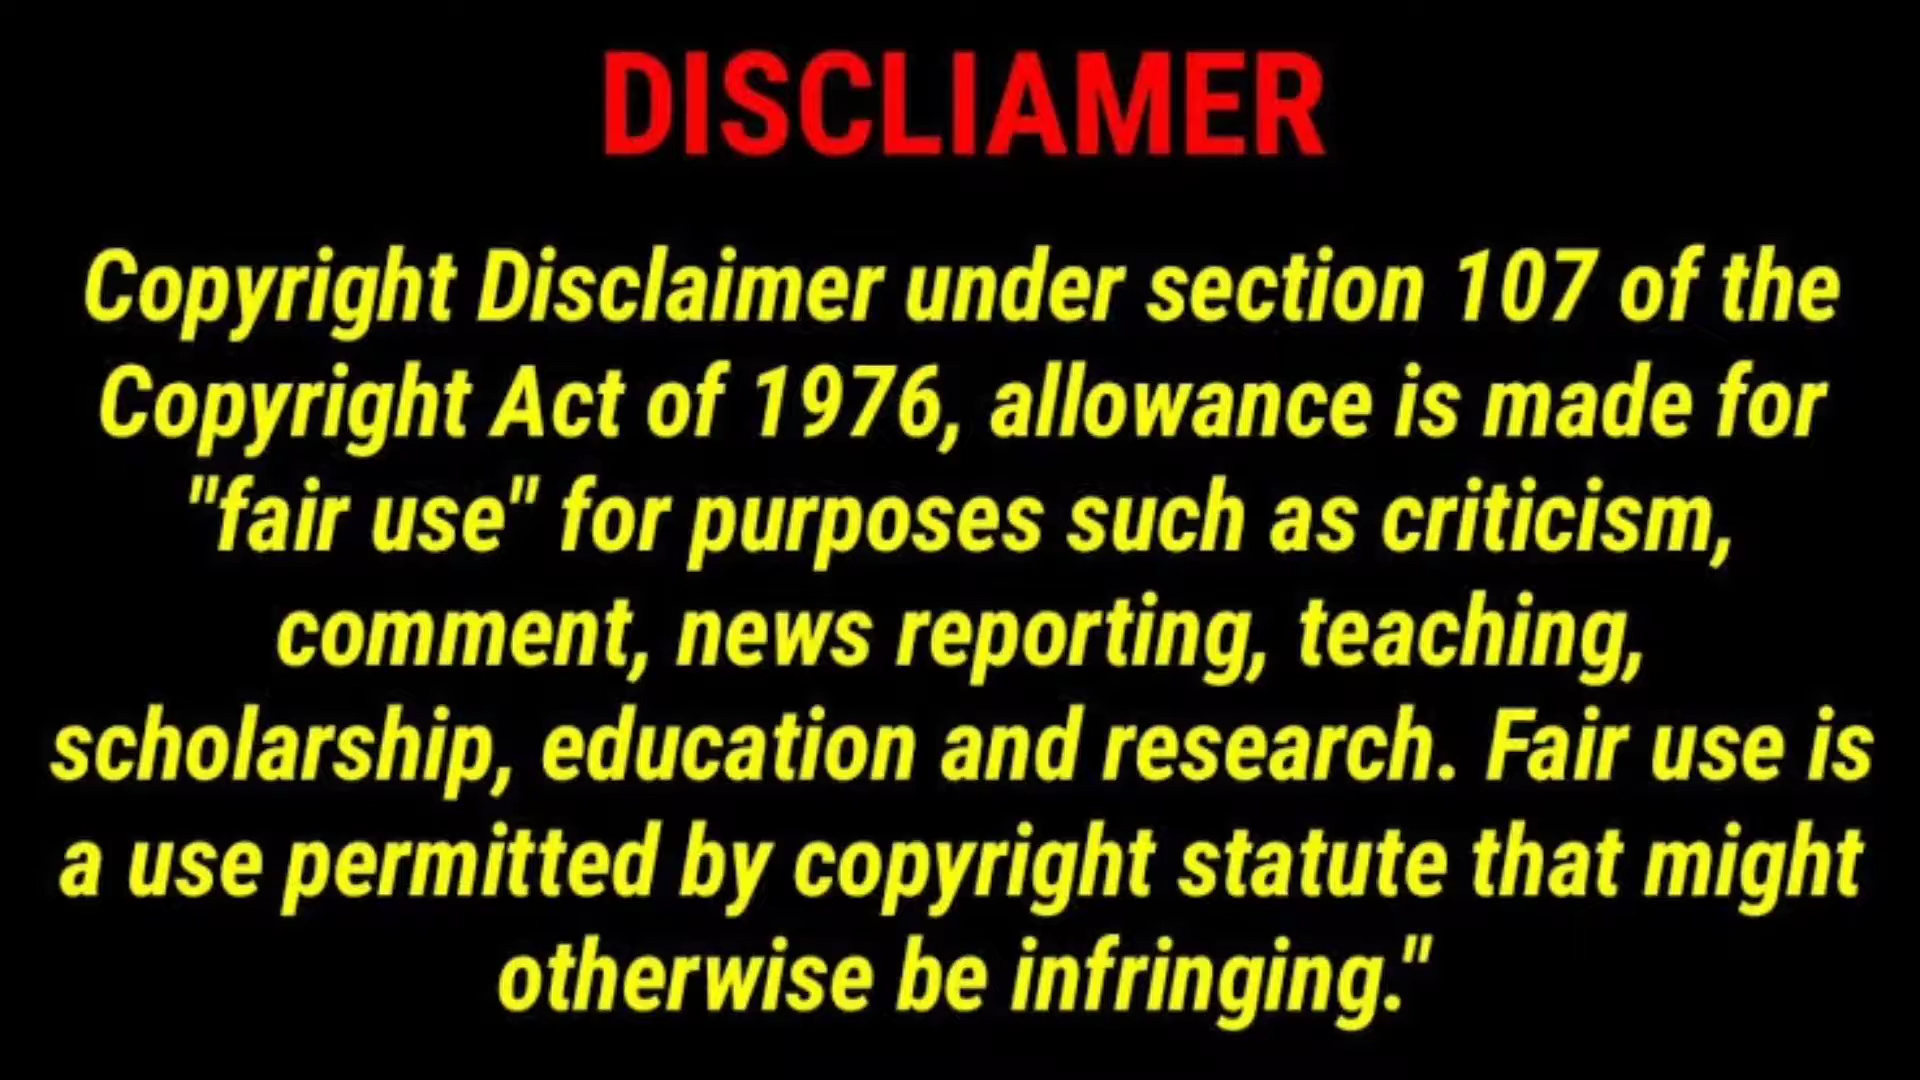 DISCLIAMER
Copyright Disclaimer under section 107 of the
Copyright Act of 1976, allowance is made for
"fair use" for purposes such as criticism,
comment, news reporting, teaching,
scholarship, education and research. Fair use is
a use permitted by copyright statute that might
otherwise be infringing."